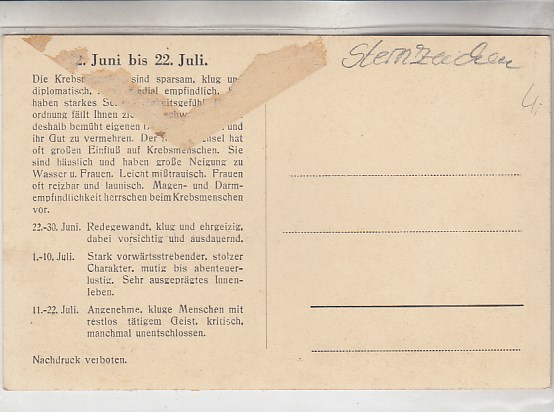 2. Juni bis 22. Juli.
Sternzeichen
4,-
Die Krebs sind sparsam, klug und
diplomatisch, medial empfindlich.
haben starkes
ordnung fällt Ihnen
deshalb bemüht eigenen und
ihr Gut zu vermehren. Der
oft großen Einfluß auf Krebsmenschen. Sie
sind häuslich und haben große Neigung zu
Wasser u. Frauen. Leicht mißtrauisch. Frauen
oft reizbar und launisch. Magen- und Darm-
empfindlichkeit herrschen beim Krebsmenschen
vor.
22.-30. Juni. Redegewandt, klug und ehrgeizig,
dabei vorsichtig und ausdauernd.
1.-10. Juli. Stark vorwärtsstrebender, stolzer
Charakter, mutig bis abenteuer-
lustig. Sehr ausgeprägtes Innen-
leben.
11.-22. Juli. Angenehme, kluge Menschen mit
restlos tätigem Geist, kritisch,
manchmal unentschlossen.
Nachdruck verboten.